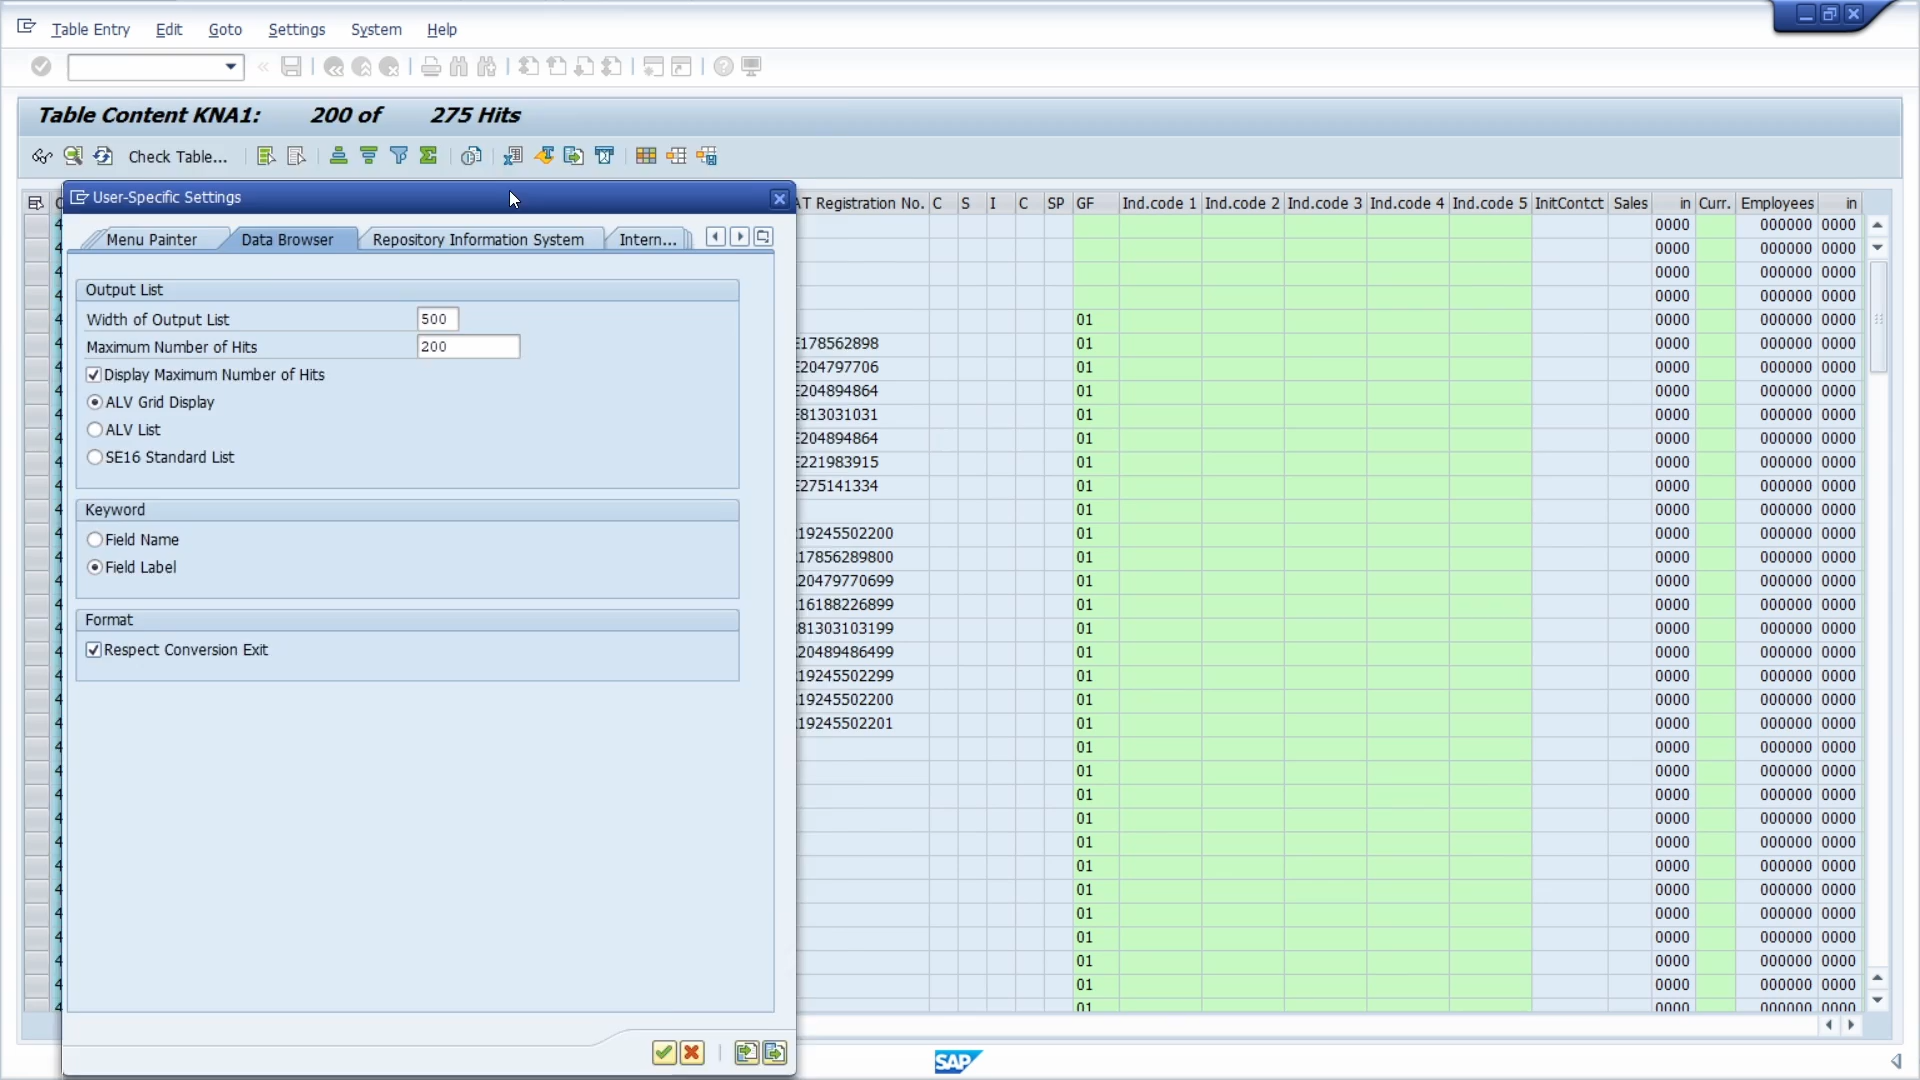 Table Entry Edit Goto Settings System Help
Table Content KNA1: 200 of 275 Hits
Check Table...
User-Specific Settings
Menu Painter Data Browser Repository Information System Intern...
Output List
Width of Output List 500
Maximum Number of Hits 200
Display Maximum Number of Hits
ALV Grid Display
ALV List
SE16 Standard List
Keyword
Field Name
Field Label
Format
Respect Conversion Exit
AT Registration No. C S I C SP GF Ind.code 1 Ind.code 2 Ind.code 3 Ind.code 4 Ind.code 5 InitContct Sales in Curr. Employees in
0000 000000 0000
0000 000000 0000
0000 000000 0000
0000 000000 0000
01 0000 000000 0000
E178562898 01 0000 000000 0000
E204797706 01 0000 000000 0000
E204894864 01 0000 000000 0000
E813031031 01 0000 000000 0000
E204894864 01 0000 000000 0000
E221983915 01 0000 000000 0000
E275141334 01 0000 000000 0000
01 0000 000000 0000
19245502200 01 0000 000000 0000
17856289800 01 0000 000000 0000
20479770699 01 0000 000000 0000
16188226899 01 0000 000000 0000
81303103199 01 0000 000000 0000
20489486499 01 0000 000000 0000
19245502299 01 0000 000000 0000
19245502200 01 0000 000000 0000
19245502201 01 0000 000000 0000
01 0000 000000 0000
01 0000 000000 0000
01 0000 000000 0000
01 0000 000000 0000
01 0000 000000 0000
01 0000 000000 0000
01 0000 000000 0000
01 0000 000000 0000
01 0000 000000 0000
01 0000 000000 0000
01 0000 000000 0000
01 0000 000000 0000
SAP